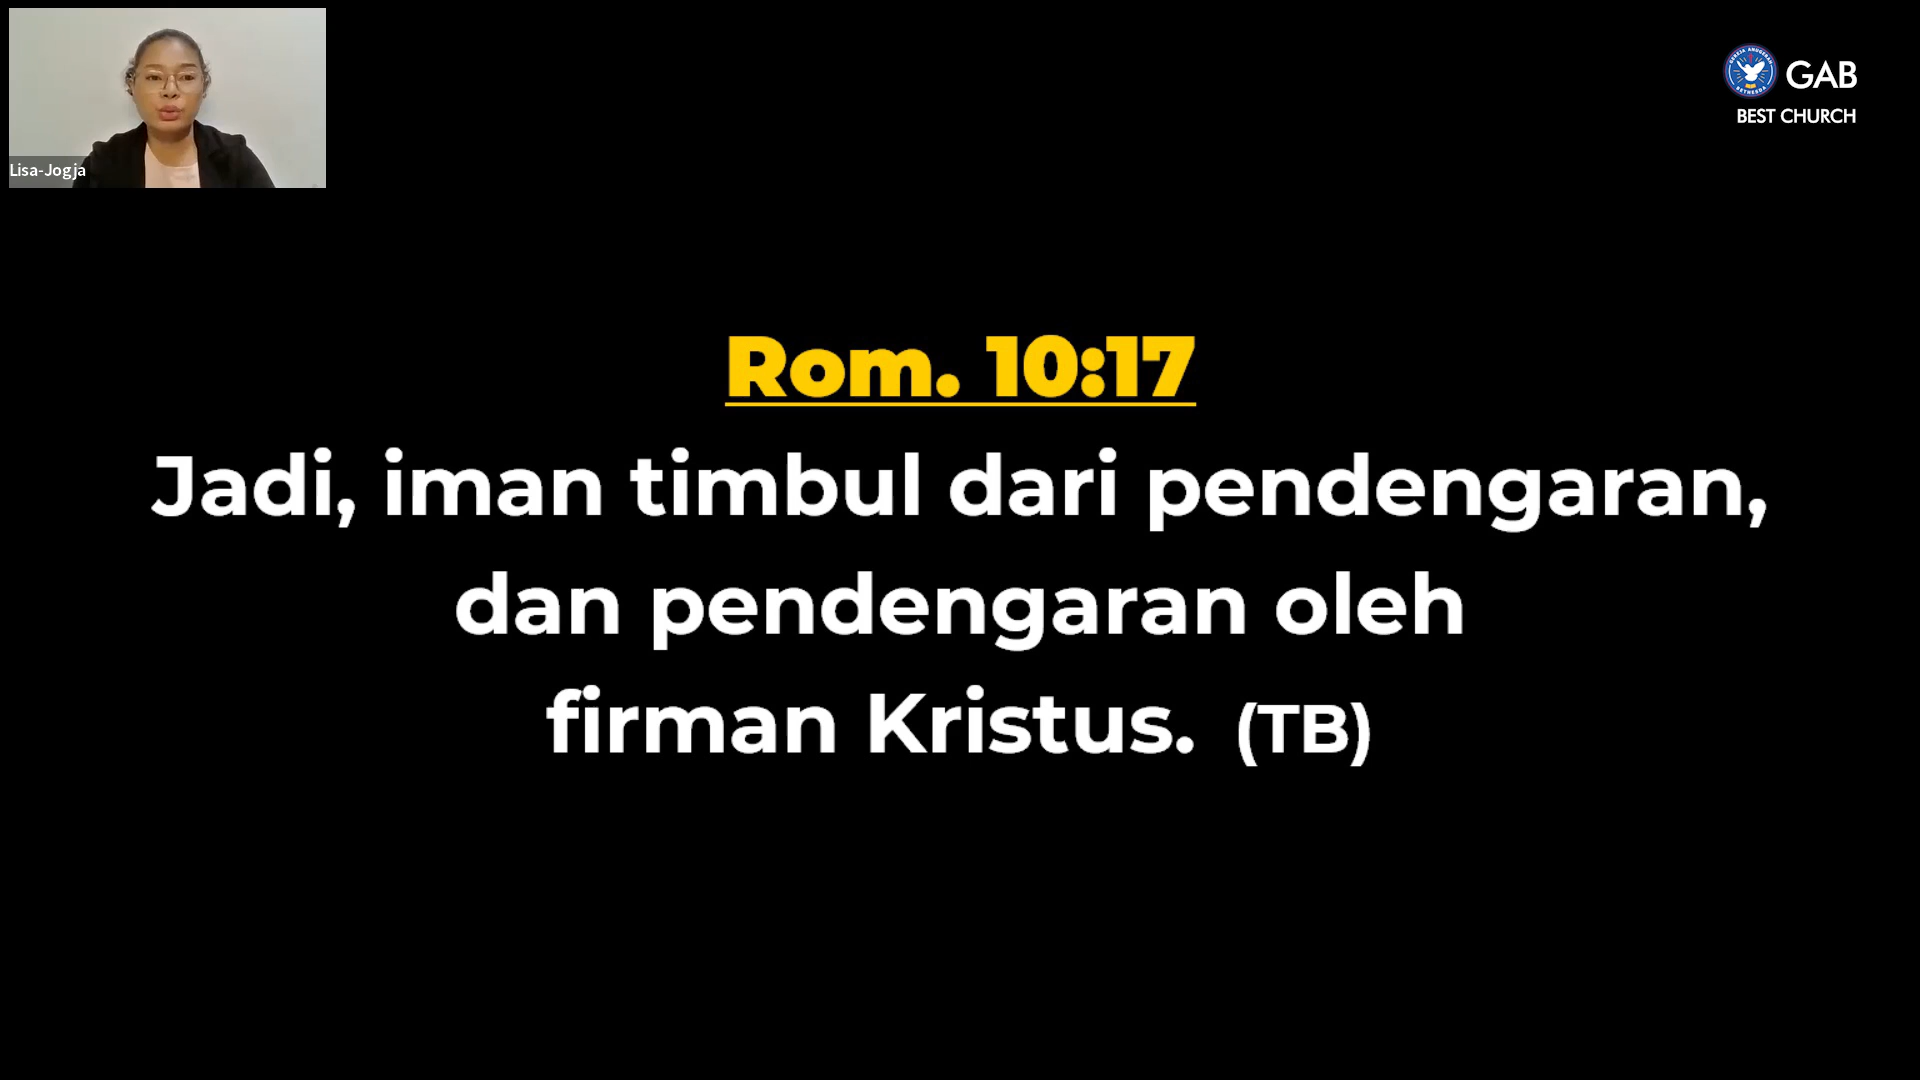 Lisa-Jogja
GAB
BEST CHURCH
Rom. 10:17
Jadi, iman timbul dari pendengaran,
dan pendengaran oleh
firman Kristus. (TB)